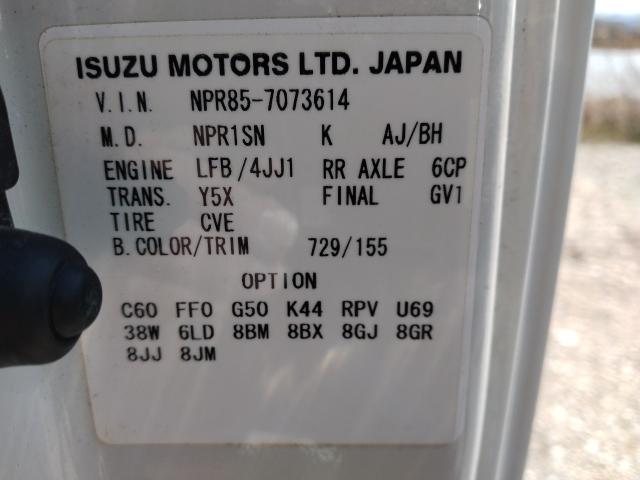 ISUZU MOTORS LTD. JAPAN
V.I.N. NPR85-7073614
M.D. NPR1SN K AJ/BH
ENGINE LFB/4JJ1 RR AXLE 6CP
TRANS. Y5X FINAL GV1
TIRE CVE
B.COLOR/TRIM 729/155
OPTION
C60 FF0 G50 K44 RPV U69
38W 6LD 8BM 8BX 8GJ 8GR
8JJ 8JM